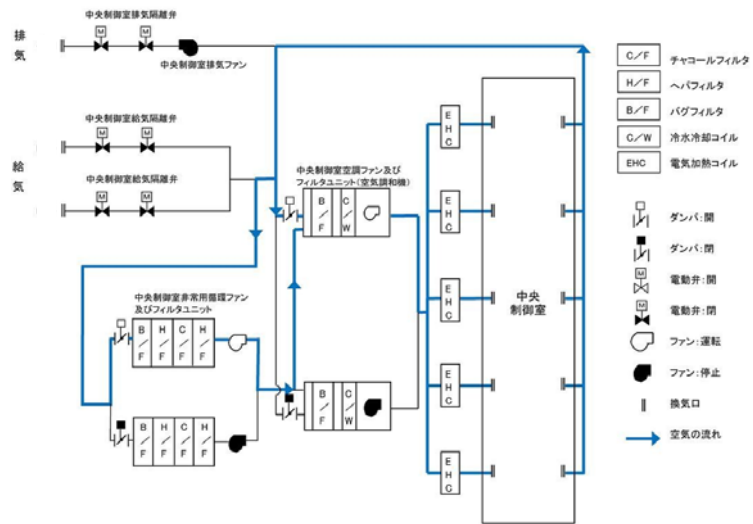 中央制御室排気隔離弁
M
M
排気
中央制御室排気ファン
中央制御室給気隔離弁
M
M
給気
中央制御室給気隔離弁
M
M
中央制御室空調ファン及び
フィルタユニット(空気調和機)
B/F
C/W
中央制御室非常用循環ファン
及びフィルタユニット
B/F
H/F
C/F
H/F
B/F
H/F
C/F
H/F
B/F
C/W
EHC
EHC
EHC
EHC
EHC
中央
制御室
C/F
チャコールフィルタ
H/F
ヘパフィルタ
B/F
バグフィルタ
C/W
冷水冷却コイル
EHC
電気加熱コイル
ダンパ:開
ダンパ:閉
M
電動弁:開
M
電動弁:閉
ファン:運転
ファン:停止
換気口
空気の流れ